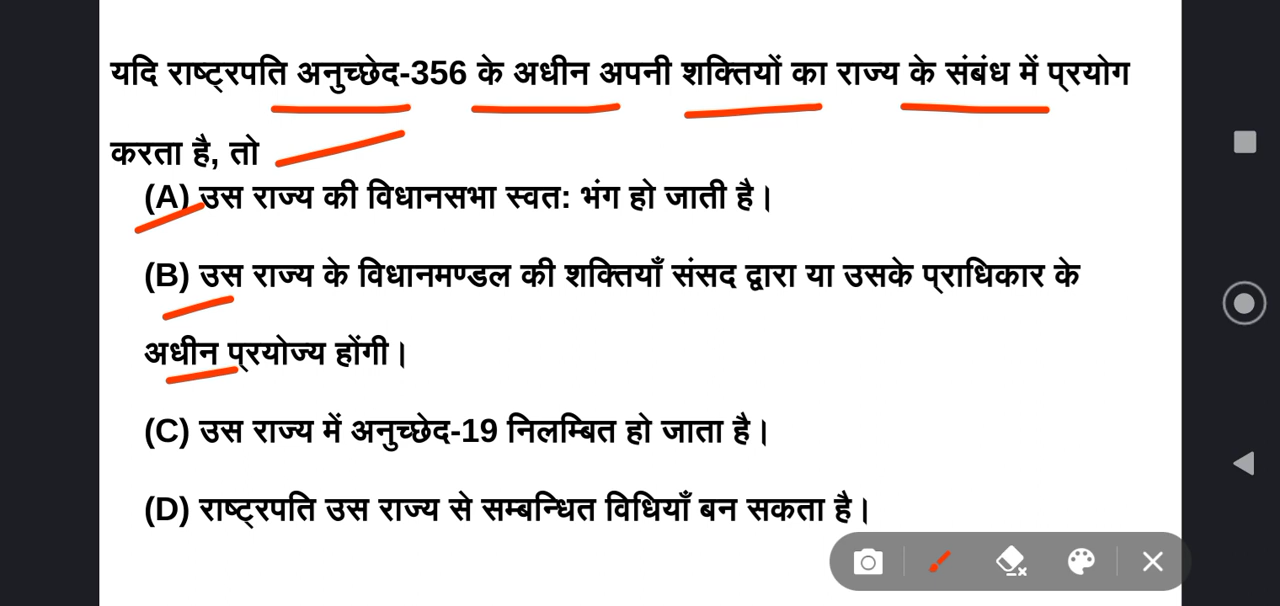 यदि राष्ट्रपति अनुच्छेद-356 के अधीन अपनी शक्तियों का राज्य के संबंध में प्रयोग
करता है, तो
(A) उस राज्य की विधानसभा स्वत: भंग हो जाती है।
(B) उस राज्य के विधानमण्डल की शक्तियाँ संसद द्वारा या उसके प्राधिकार के
अधीन प्रयोज्य होंगी।
(C) उस राज्य में अनुच्छेद-19 निलम्बित हो जाता है।
(D) राष्ट्रपति उस राज्य से सम्बन्धित विधियाँ बन सकता है।